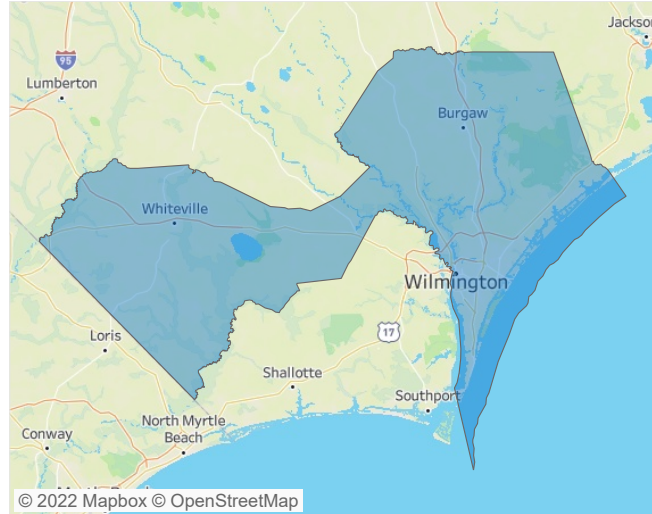 Jackson
95
Lumberton
Burgaw
Whiteville
Wilmington
Loris
17
Shallotte
Southport
North Myrtle
Beach
Conway
© 2022 Mapbox © OpenStreetMap